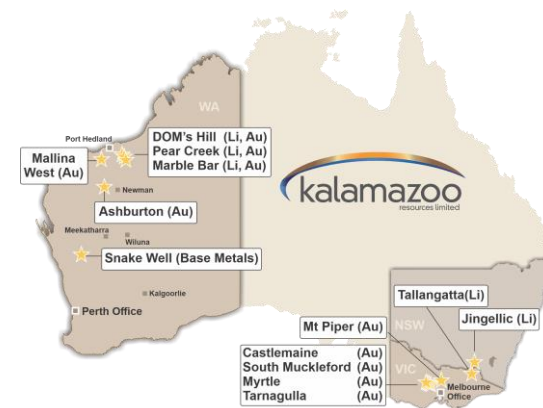 WA
Port Hedland
DOM's Hill (Li, Au)
Pear Creek (Li, Au)
Marble Bar (Li, Au)
Mallina
West (Au)
Newman
Ashburton (Au)
Meekatharra
Wiluna
Snake Well (Base Metals)
Kalgoorlie
Perth Office
kalamazoo
resources limited
Tallangatta(Li)
Jingellic (Li)
Mt Piper (Au)
NSW
Castlemaine (Au)
South Muckleford (Au)
Myrtle (Au)
Tarnagulla (Au)
VIC
Melbourne
Office